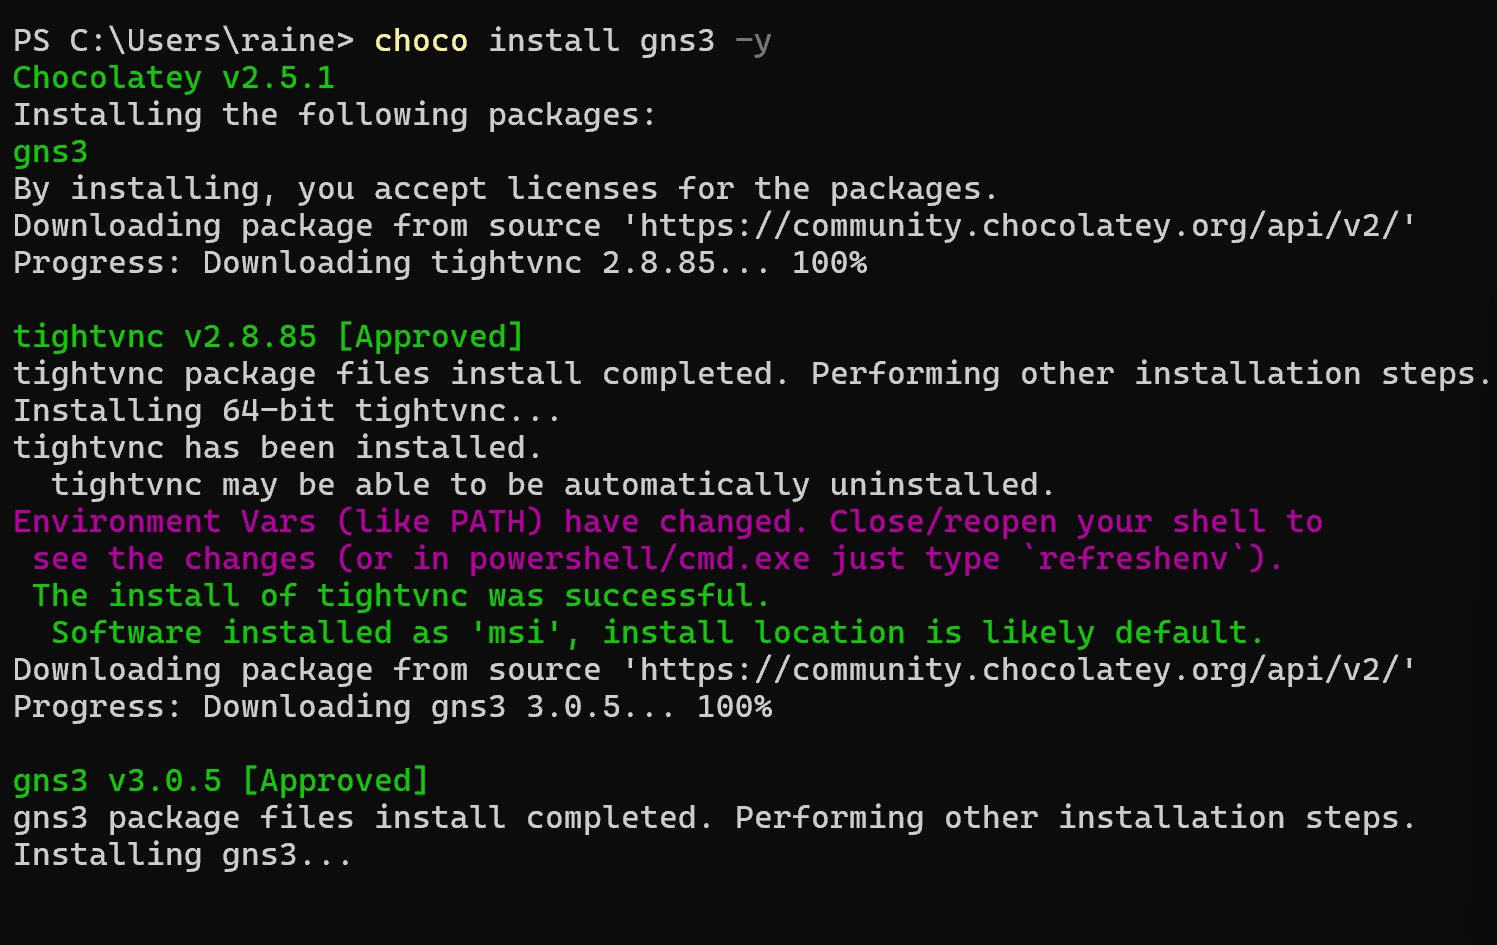 PS C:\Users\raine> choco install gns3 -y
Chocolatey v2.5.1
Installing the following packages:
gns3
By installing, you accept licenses for the packages.
Downloading package from source 'https://community.chocolatey.org/api/v2/'
Progress: Downloading tightvnc 2.8.85... 100%

tightvnc v2.8.85 [Approved]
tightvnc package files install completed. Performing other installation steps.
Installing 64-bit tightvnc...
tightvnc has been installed.
  tightvnc may be able to be automatically uninstalled.
Environment Vars (like PATH) have changed. Close/reopen your shell to
 see the changes (or in powershell/cmd.exe just type `refreshenv`).
 The install of tightvnc was successful.
  Software installed as 'msi', install location is likely default.
Downloading package from source 'https://community.chocolatey.org/api/v2/'
Progress: Downloading gns3 3.0.5... 100%

gns3 v3.0.5 [Approved]
gns3 package files install completed. Performing other installation steps.
Installing gns3...